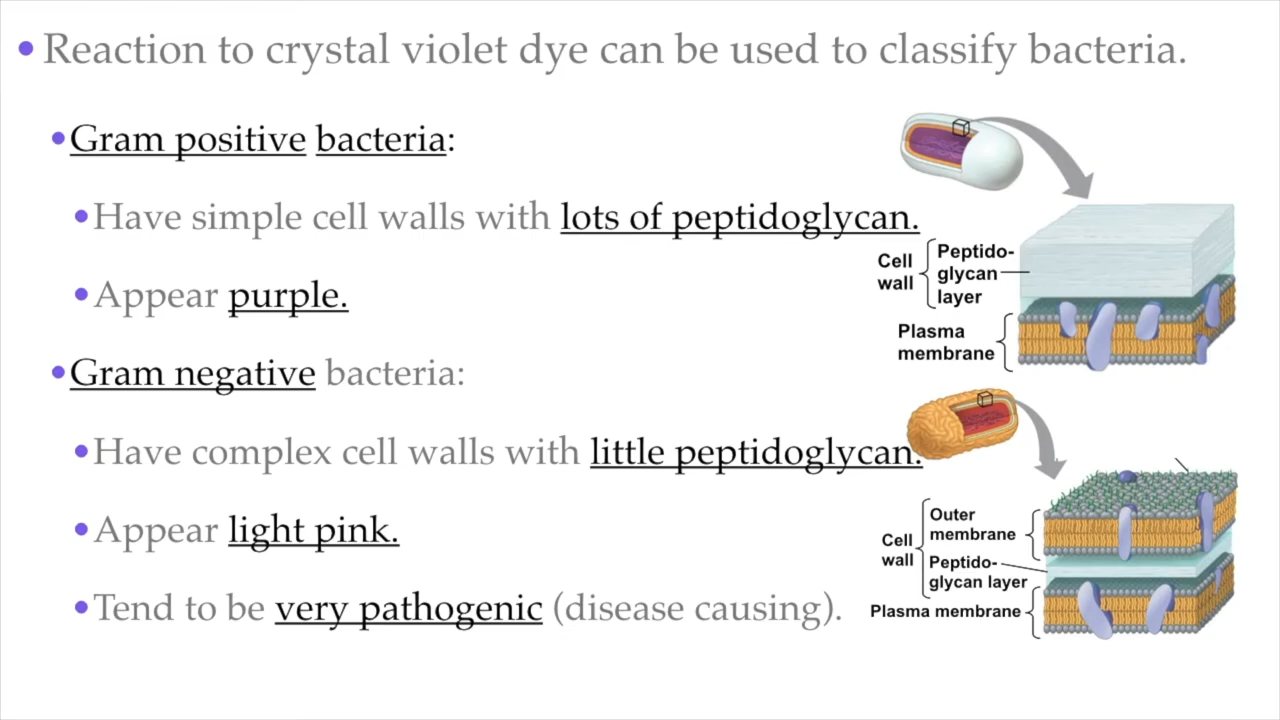 Reaction to crystal violet dye can be used to classify bacteria.
Gram positive bacteria:
Have simple cell walls with lots of peptidoglycan.
Appear purple.
Gram negative bacteria:
Have complex cell walls with little peptidoglycan.
Appear light pink.
Tend to be very pathogenic (disease causing).
Cell
wall
Peptido-
glycan
layer
Plasma
membrane
Cell
wall
Outer
membrane
Peptido-
glycan layer
Plasma membrane